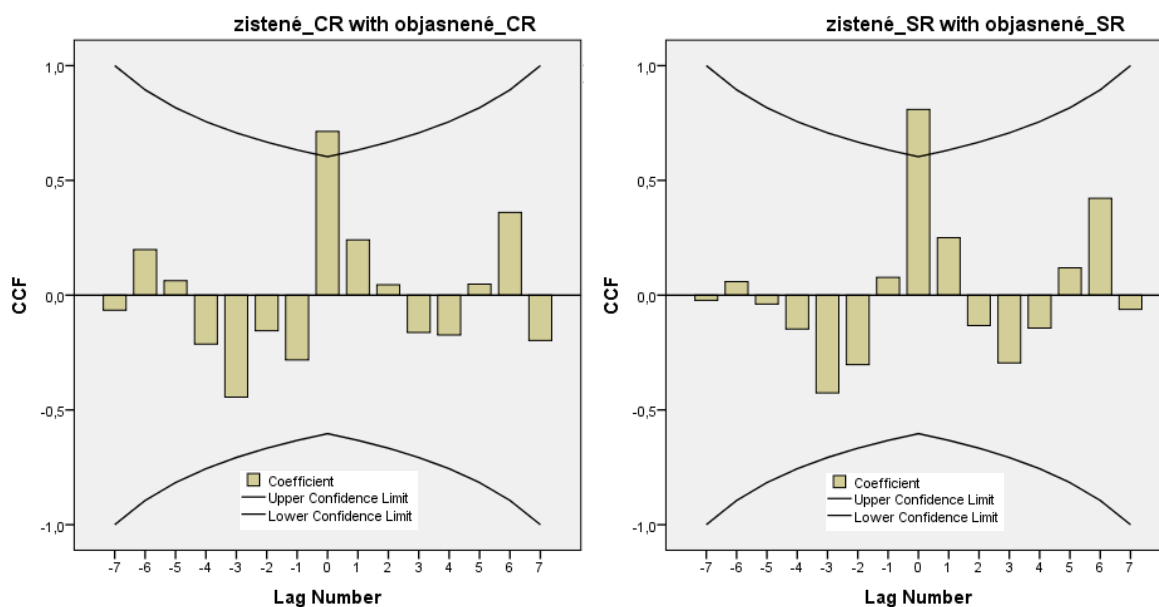 zistené_CR with objasnené_CR
1,0
0,5
0,0
-0,5
-1,0
CCF
Coefficient
Upper Confidence Limit
Lower Confidence Limit
-7 -6 -5 -4 -3 -2 -1 0 1 2 3 4 5 6 7
Lag Number
zistené_SR with objasnené_SR
1,0
0,5
0,0
-0,5
-1,0
CCF
Coefficient
Upper Confidence Limit
Lower Confidence Limit
-7 -6 -5 -4 -3 -2 -1 0 1 2 3 4 5 6 7
Lag Number